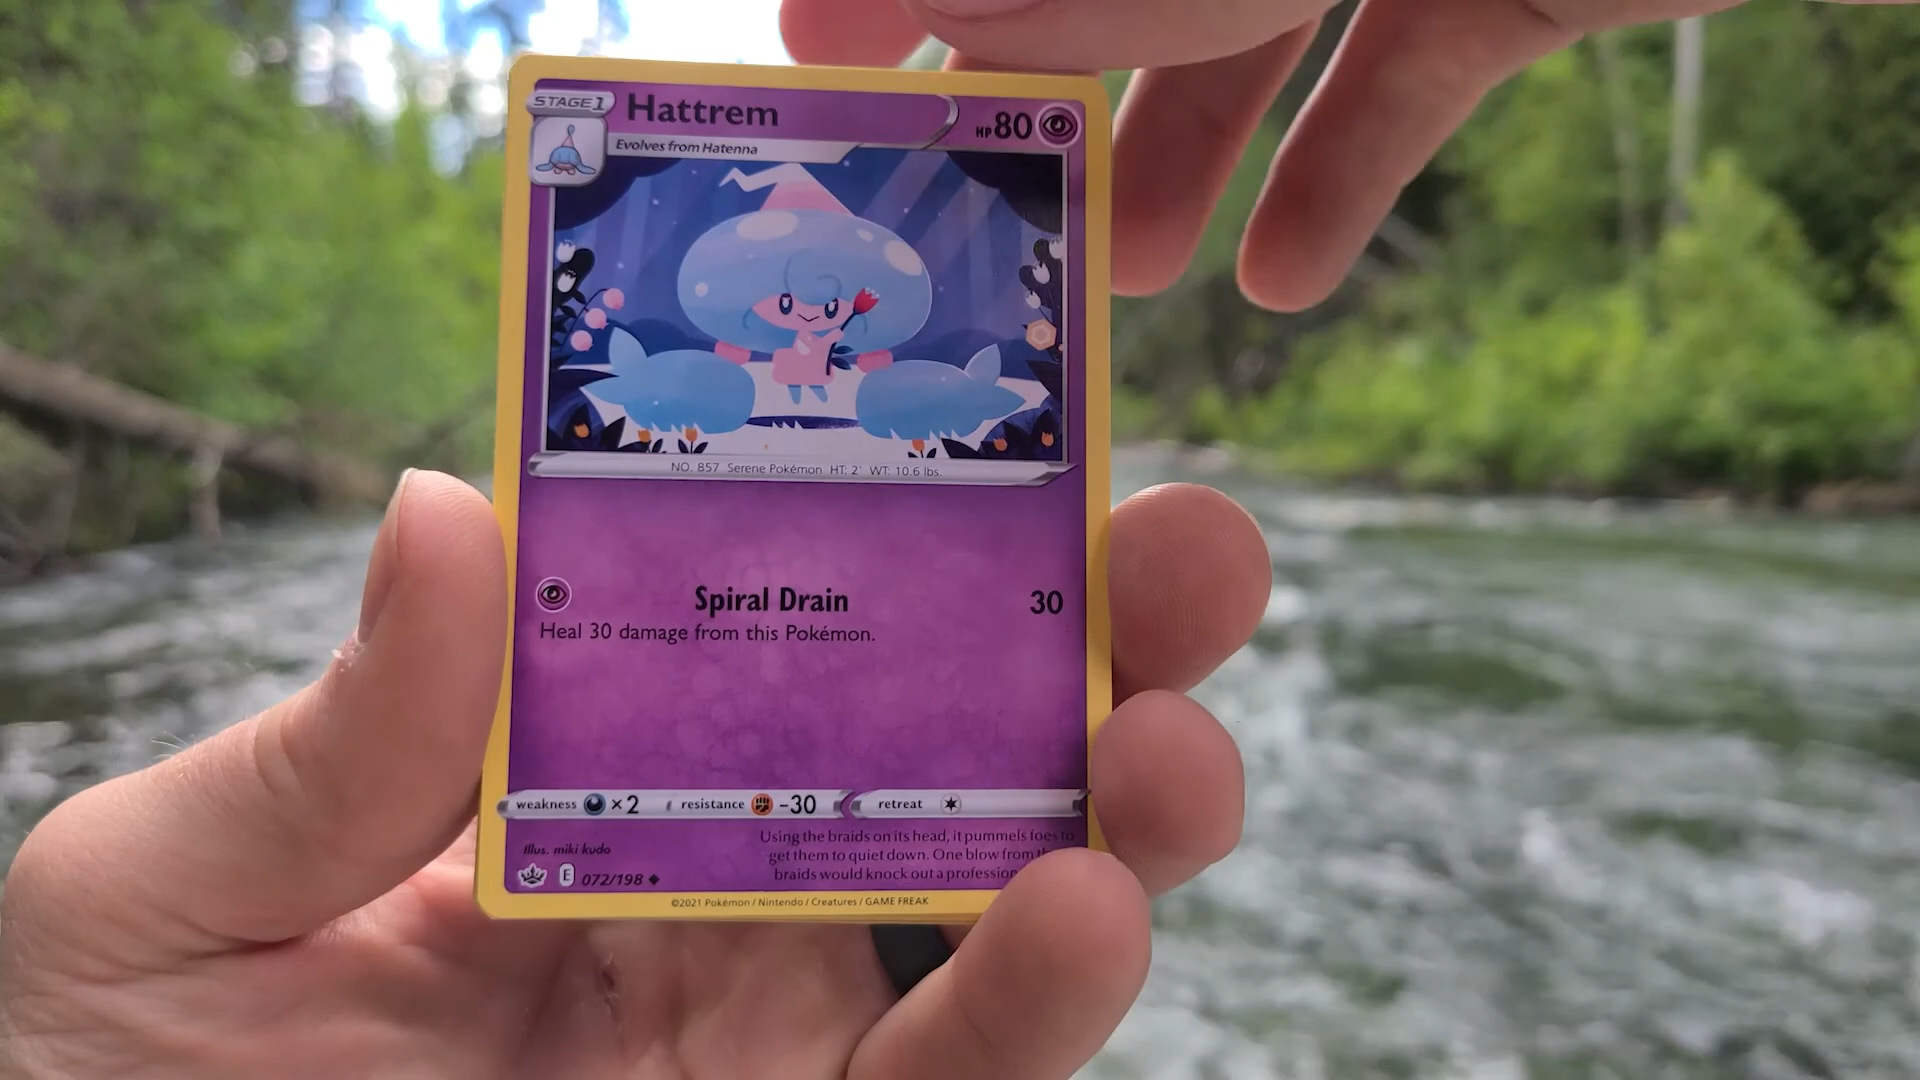 STAGE 1
Hattrem
HP 80
Evolves from Hatenna
NO. 857 Serene Pokémon HT: 2' WT: 10.6 lbs.
Spiral Drain 30
Heal 30 damage from this Pokémon.
weakness ×2 resistance -30 retreat
Using the braids on its head, it pummels foes to
get them to quiet down. One blow from
braids would knock out a
Illus. miki kudo
E 072/198
©2021 Pokémon / Nintendo / Creatures / GAME FREAK